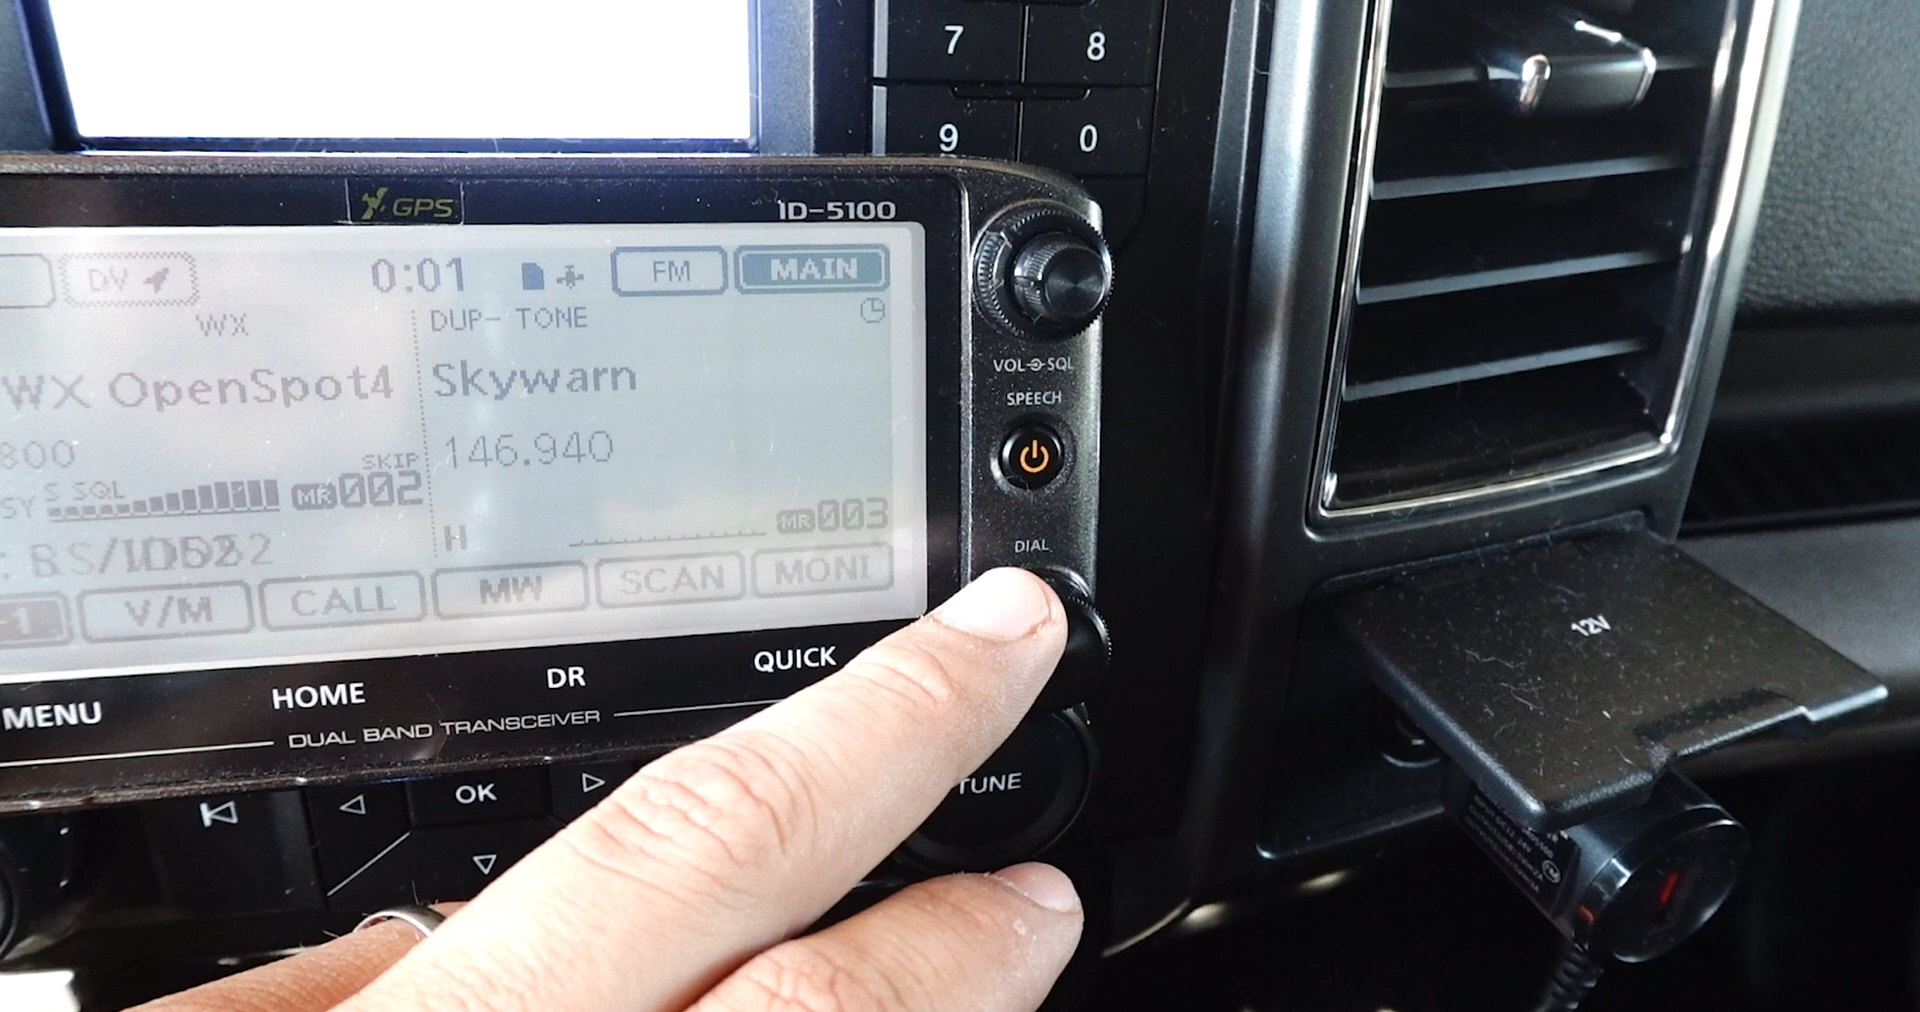 7 8
9 0
GPS
ID-5100
DV 0:01 FM MAIN
WX
DUP- TONE
WX OpenSpot4
Skywarn
800
146.940
SKIP
S SQL
MR 002
MR 003
H
V/M CALL MW SCAN MONI
MENU HOME DR QUICK
DUAL BAND TRANSCEIVER
VOL SQL
SPEECH
DIAL
OK
TUNE
12V